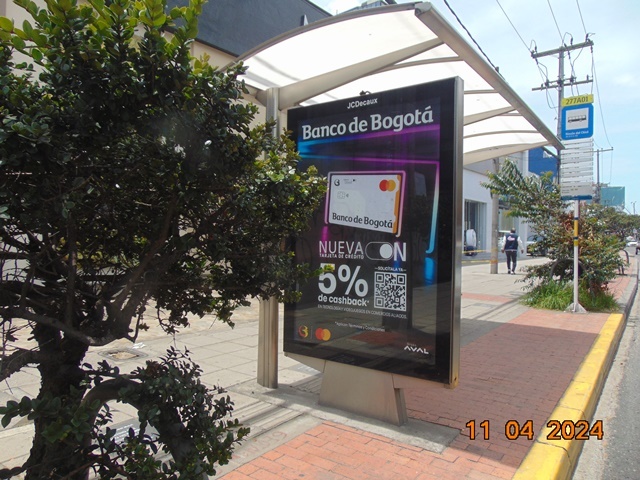 JCDecaux
Banco de Bogotá
Banco de Bogotá
NUEVA ON
TARJETA DE CRÉDITO
SOLICÍTALA YA
5%
de cashback*
AVAL
277A01
11 04 2024